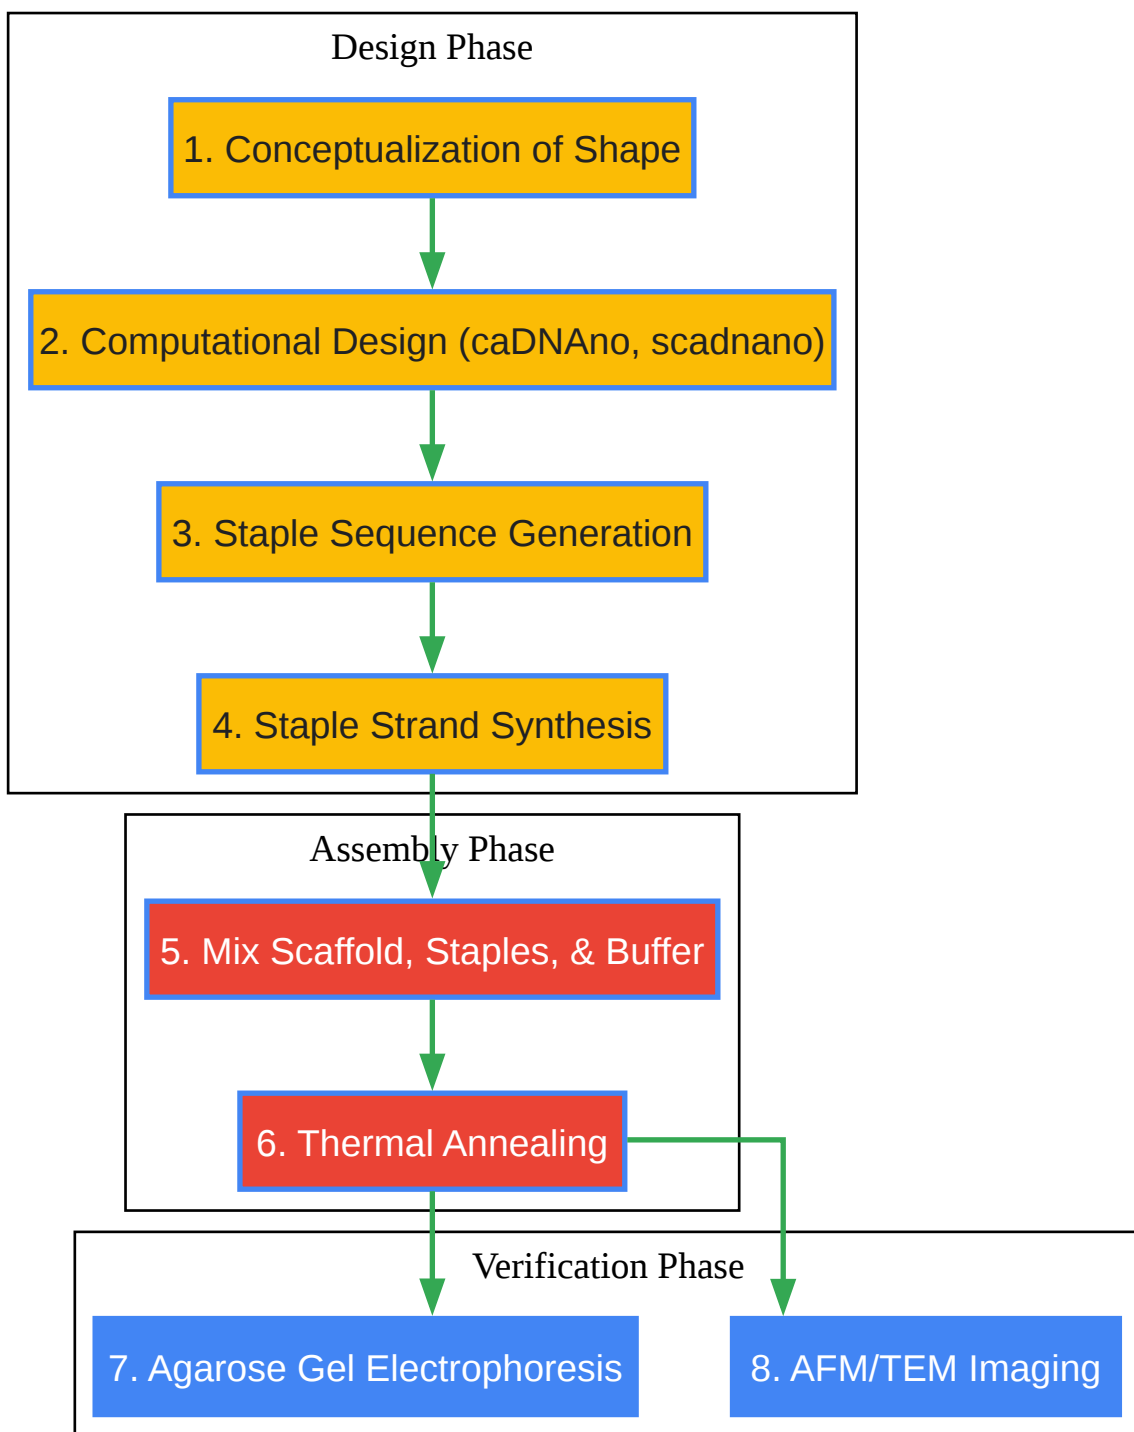 Design Phase
1. Conceptualization of Shape
2. Computational Design (caDNAno, scadnano)
3. Staple Sequence Generation
4. Staple Strand Synthesis
Assembly Phase
5. Mix Scaffold, Staples, & Buffer
6. Thermal Annealing
Verification Phase
7. Agarose Gel Electrophoresis
8. AFM/TEM Imaging